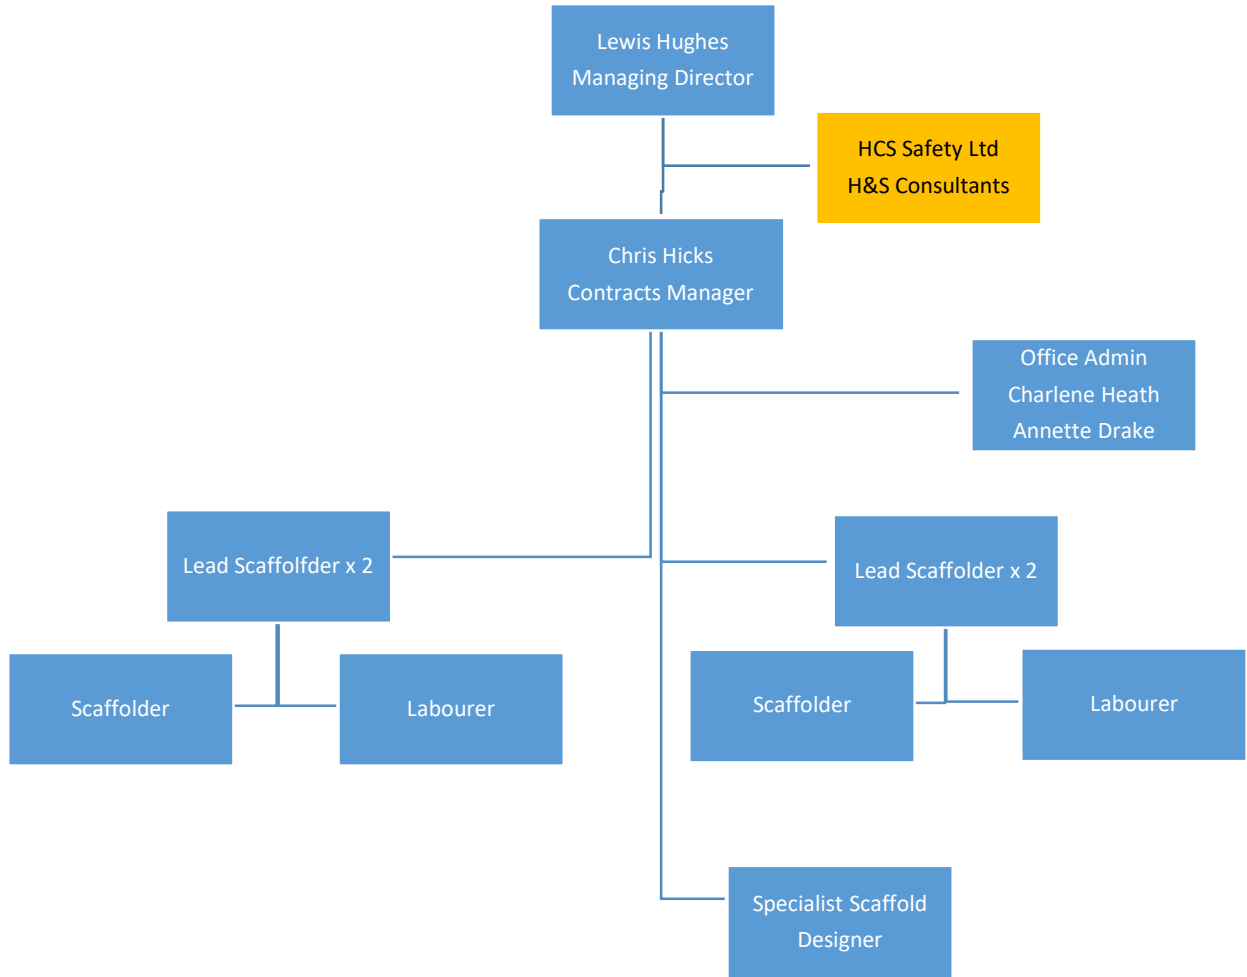 Lewis Hughes
Managing Director
HCS Safety Ltd
H&S Consultants
Chris Hicks
Contracts Manager
Office Admin
Charlene Heath
Annette Drake
Lead Scaffolfder x 2
Lead Scaffolder x 2
Scaffolder
Labourer
Scaffolder
Labourer
Specialist Scaffold
Designer